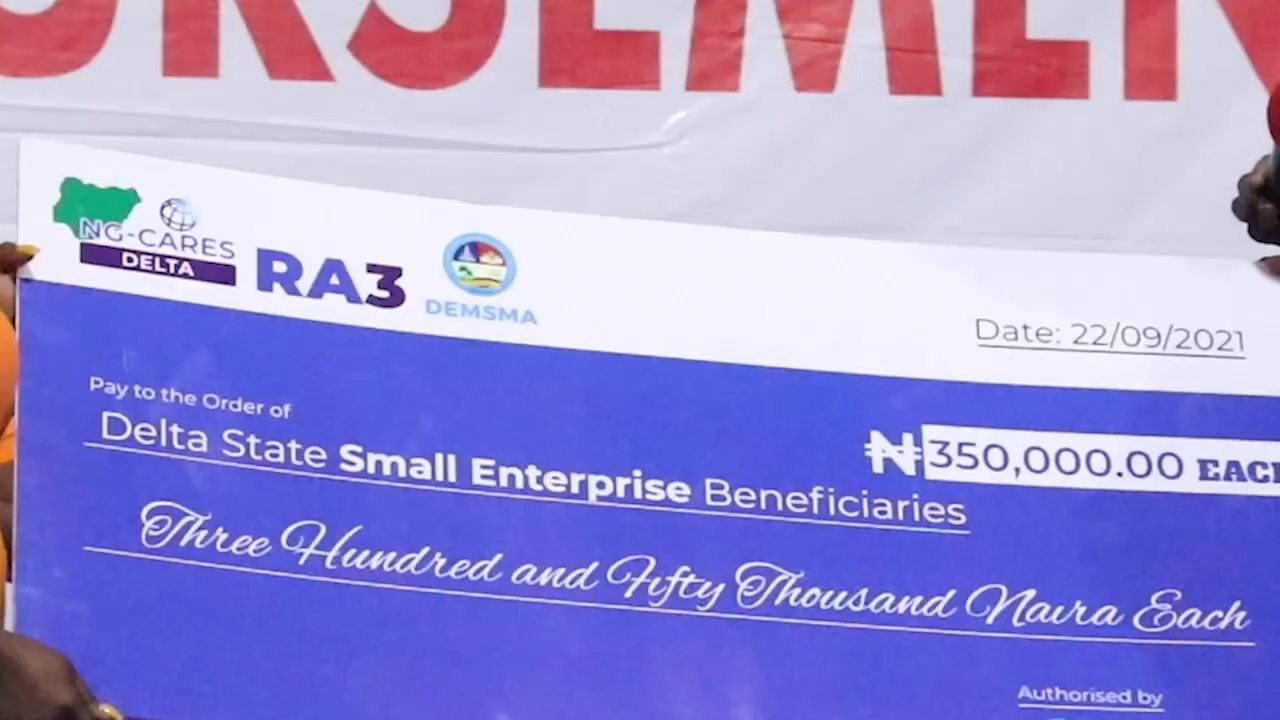 NG-CARES
DELTA
RA3
DEMSMA
Date: 22/09/2021
Pay to the Order of
Delta State Small Enterprise Beneficiaries
₦350,000.00
Three Hundred and Fifty Thousand Naira Each
Authorised by